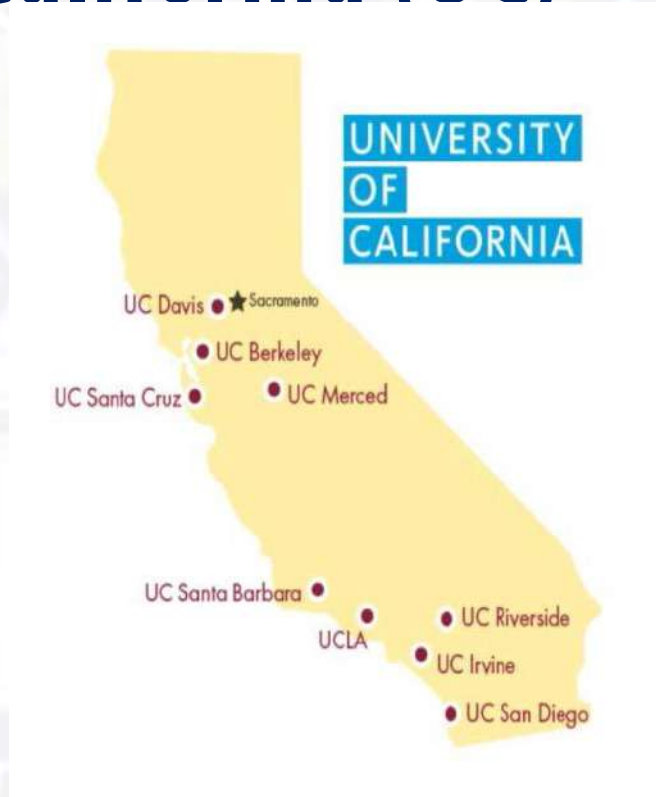 UNIVERSITY
OF
CALIFORNIA
UC Davis
Sacramento
UC Berkeley
UC Santa Cruz
UC Merced
UC Santa Barbara
UCLA
UC Riverside
UC Irvine
UC San Diego